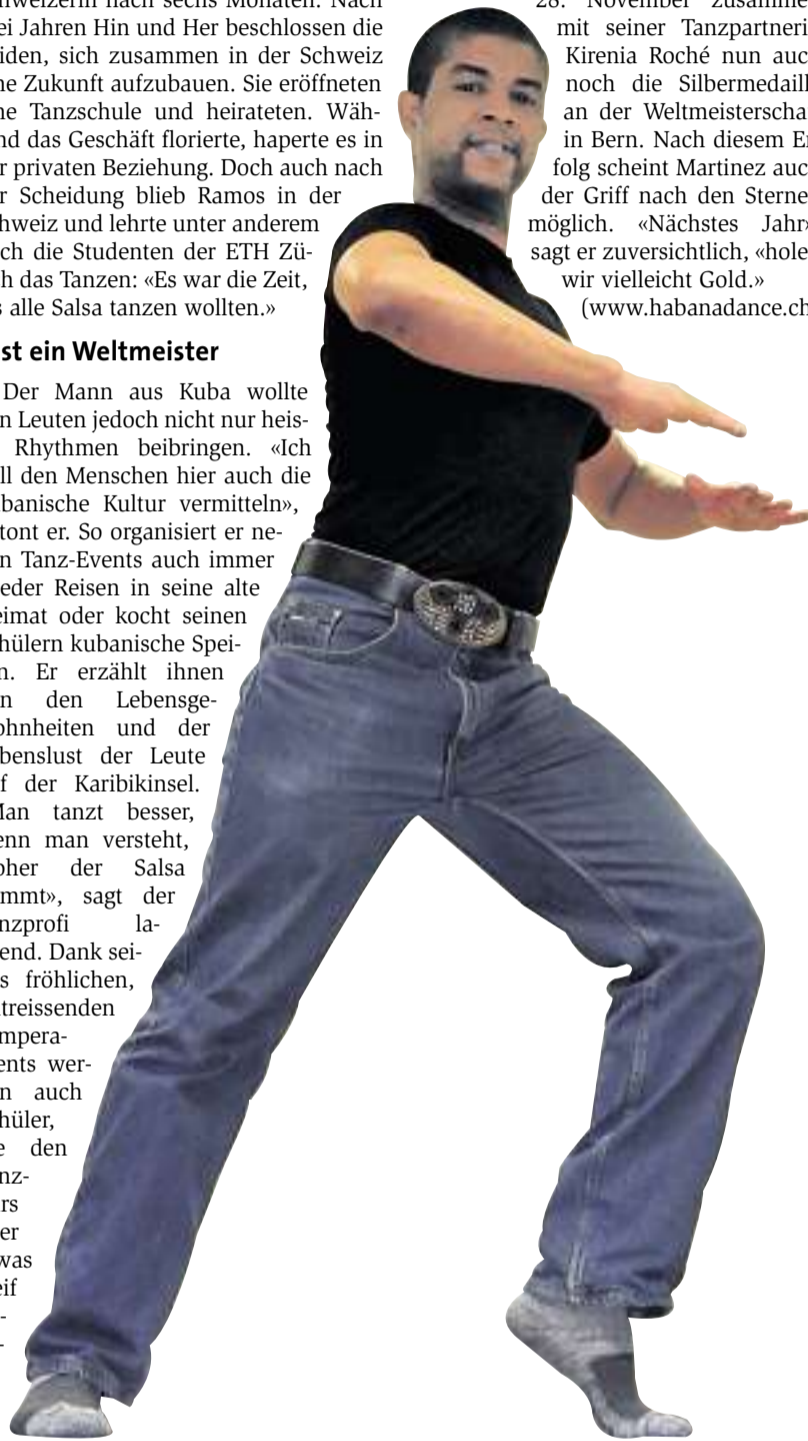 hweizerin nach sechs Monaten. Nach
ei Jahren Hin und Her beschlossen die
iden, sich zusammen in der Schweiz
ne Zukunft aufzubauen. Sie eröffneten
ne Tanzschule und heirateten. Wäh-
nd das Geschäft florierte, haperte es in
r privaten Beziehung. Doch auch nach
r Scheidung blieb Ramos in der
hweiz und lehrte unter anderem
ch die Studenten der ETH Zü-
h das Tanzen: «Es war die Zeit,
s alle Salsa tanzen wollten.»
st ein Weltmeister
Der Mann aus Kuba wollte
n Leuten jedoch nicht nur heis-
Rhythmen beibringen. «Ich
ll den Menschen hier auch die
banische Kultur vermitteln»,
tont er. So organisiert er ne-
n Tanz-Events auch immer
eder Reisen in seine alte
eimat oder kocht seinen
hülern kubanische Spei-
n. Er erzählt ihnen
n den Lebensge-
ohnheiten und der
benslust der Leute
f der Karibikinsel.
Man tanzt besser,
enn man versteht,
oher der Salsa
mmt», sagt der
nzprofi la-
end. Dank sei-
s fröhlichen,
treissenden
mpera-
ents wer-
n auch
hüler,
e den
nz-
rs
er
was
eif
-
-
28. November zusamme
mit seiner Tanzpartneri
Kirenia Roché nun auc
noch die Silbermedaill
an der Weltmeisterscha
in Bern. Nach diesem Er
folg scheint Martinez auc
der Griff nach den Sterne
möglich. «Nächstes Jahr»
sagt er zuversichtlich, «hole
wir vielleicht Gold.»
(www.habanadance.ch